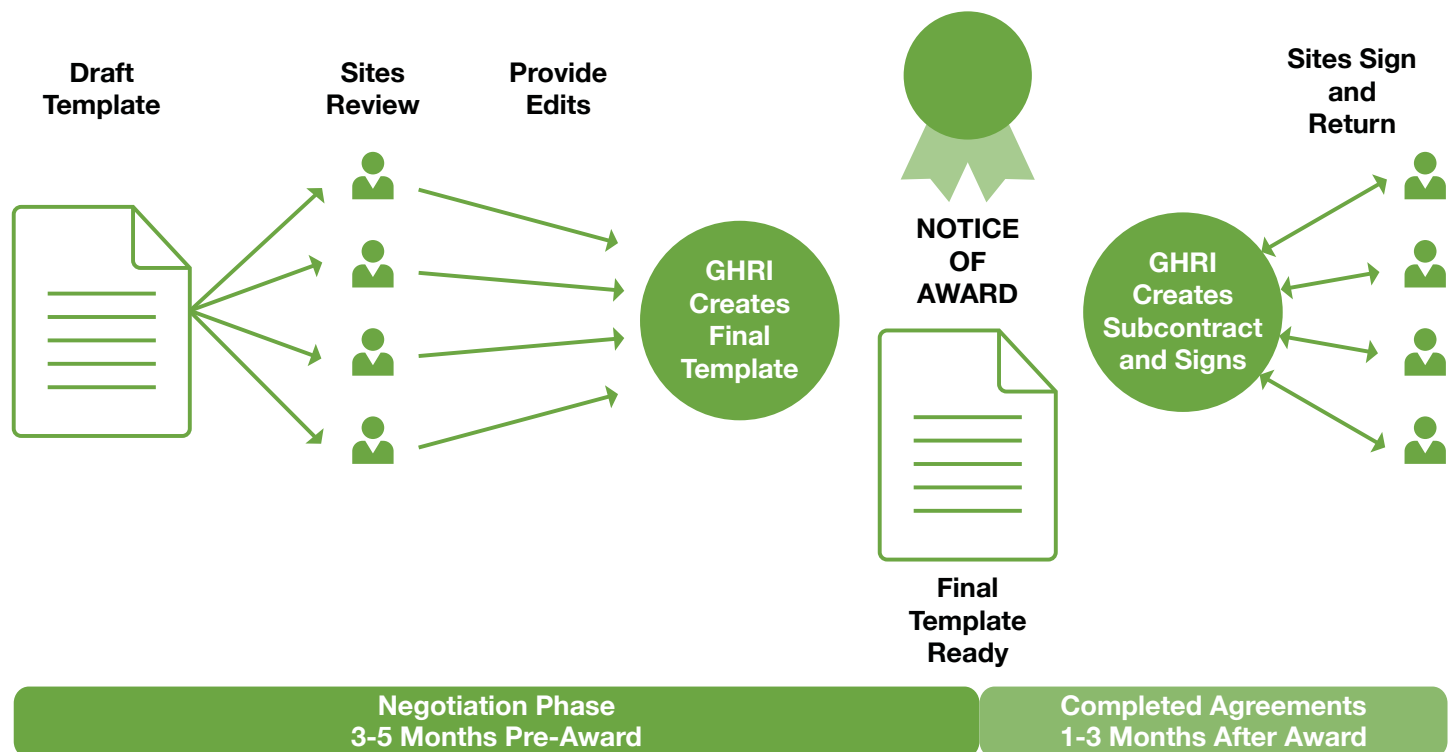 Draft
Template
Sites
Review
Provide
Edits
GHRI
Creates
Final
Template
NOTICE
OF
AWARD
Final
Template
Ready
GHRI
Creates
Subcontract
and Signs
Sites Sign
and
Return
Negotiation Phase
3-5 Months Pre-Award
Completed Agreements
1-3 Months After Award